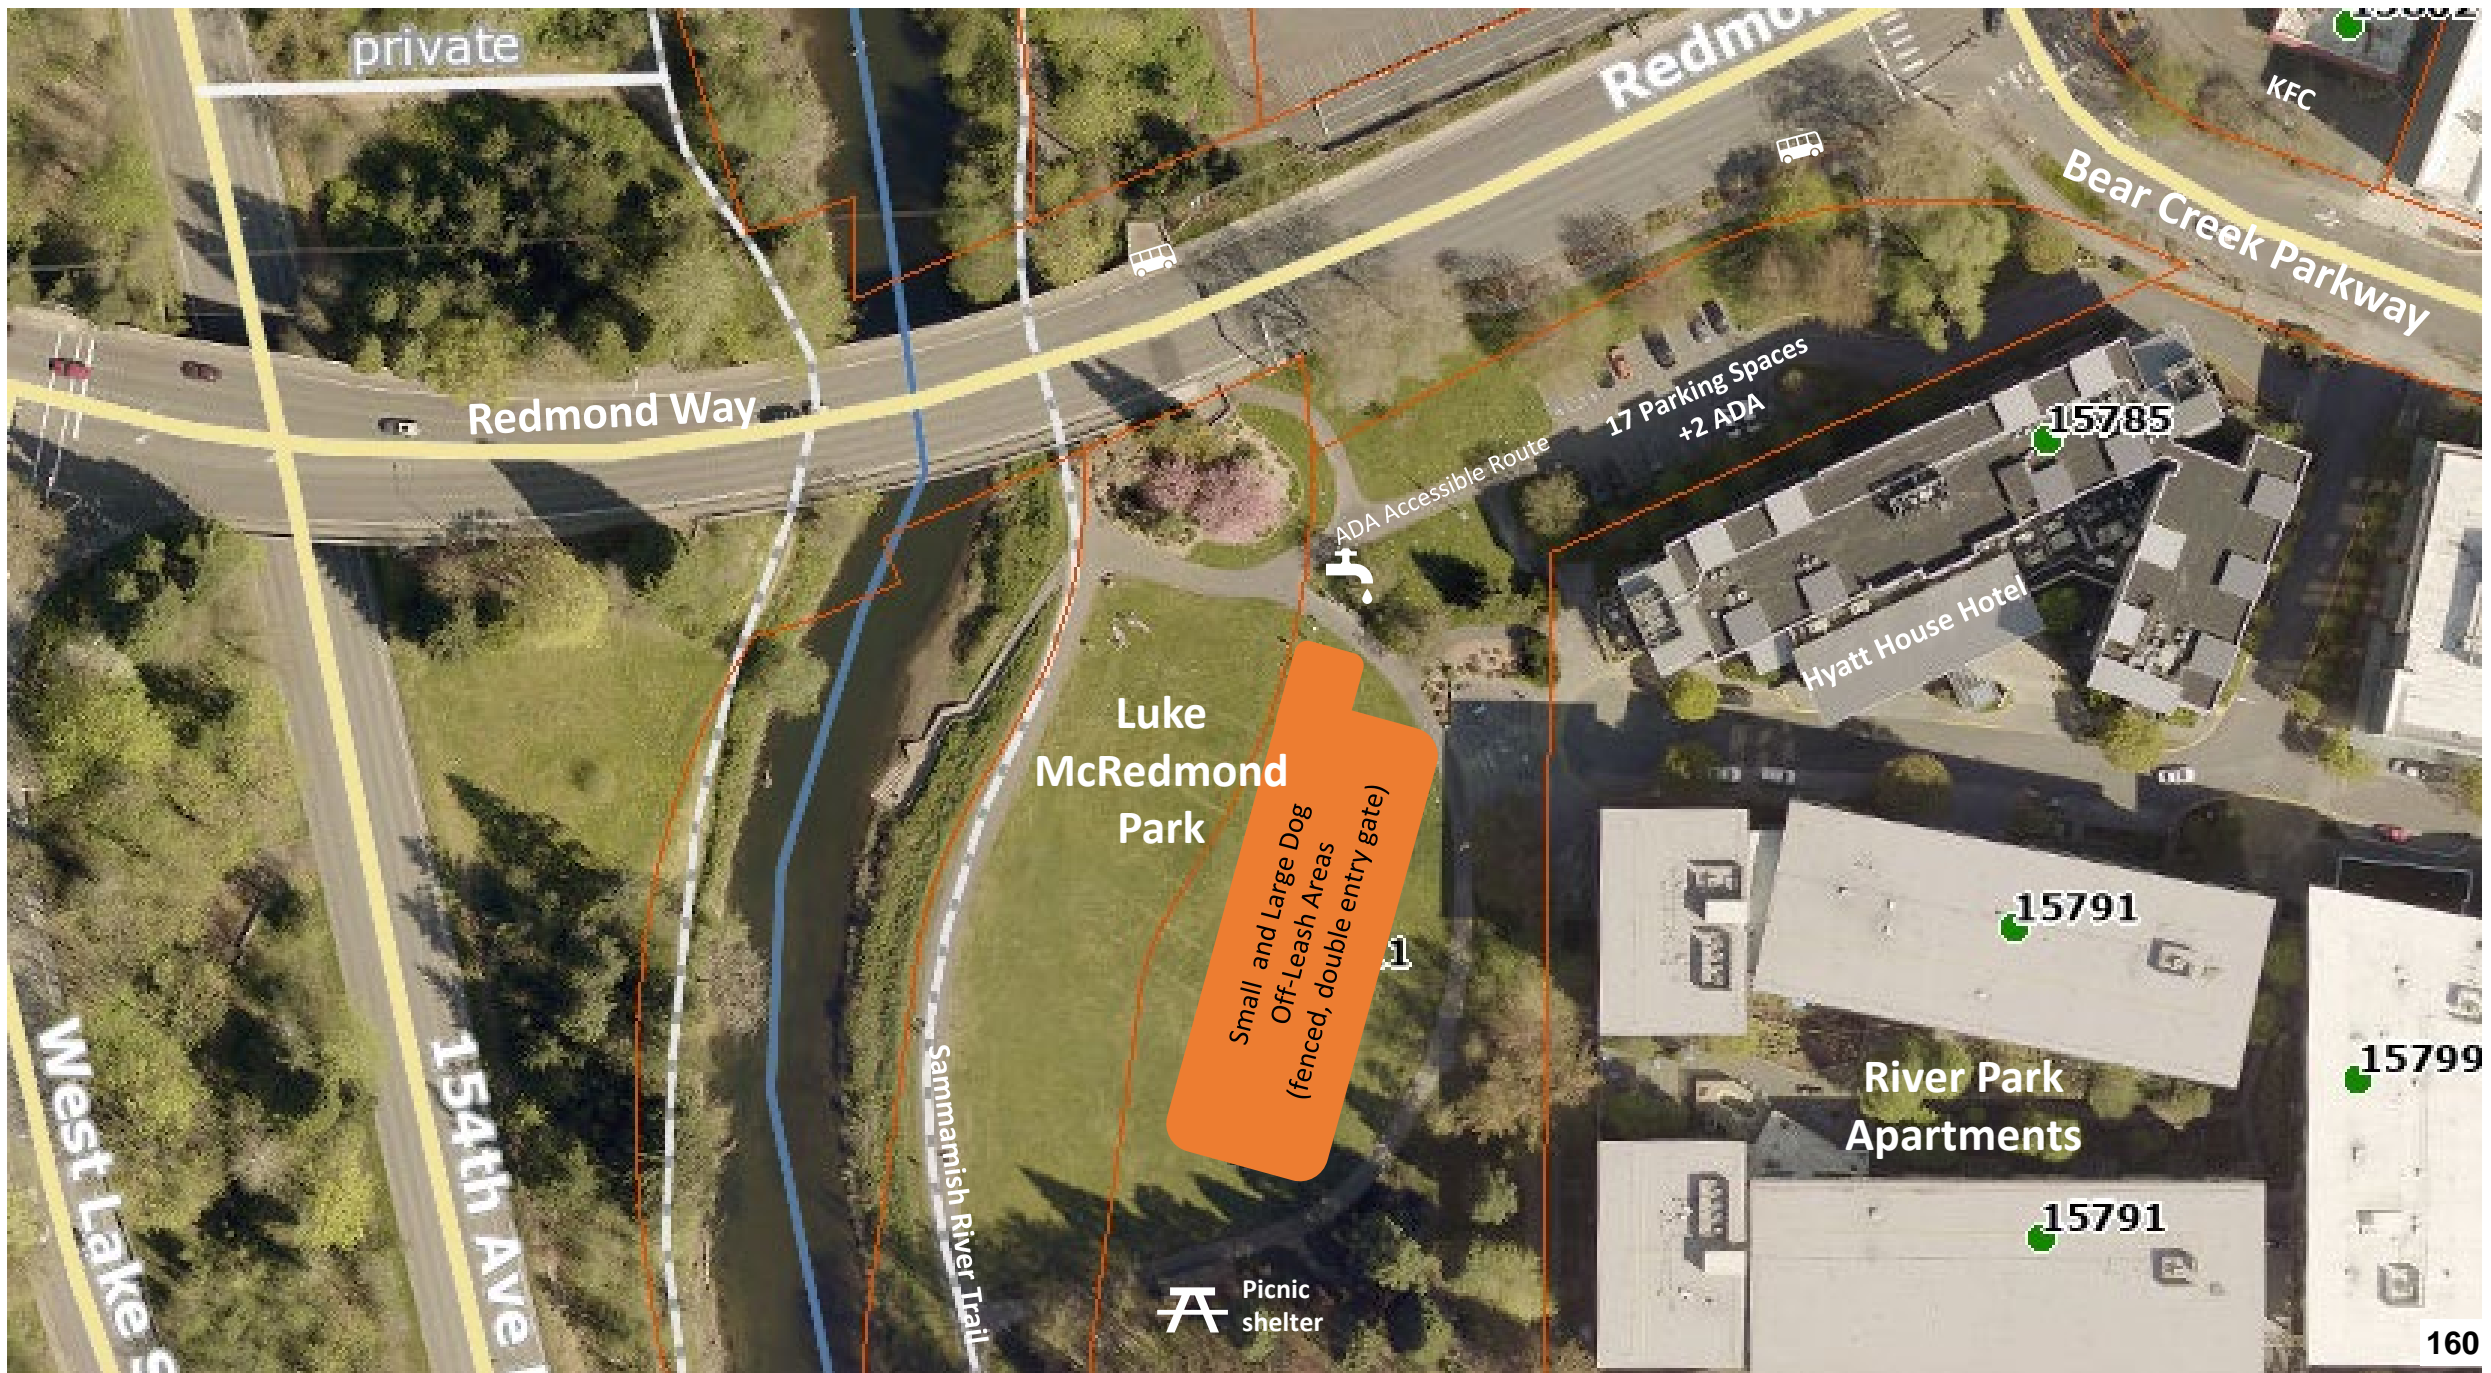 private
Redmo
KFC
Bear Creek Parkway
Redmond Way
17 Parking Spaces
+2 ADA
15785
ADA Accessible Route
Hyatt House Hotel
Luke
McRedmond
Park
Small and Large Dog
Off-Leash Areas
(fenced, double entry gate)
1
15791
15799
West Lake S
154th Ave
Sammamish River Trail
River Park
Apartments
15791
Picnic
shelter
160